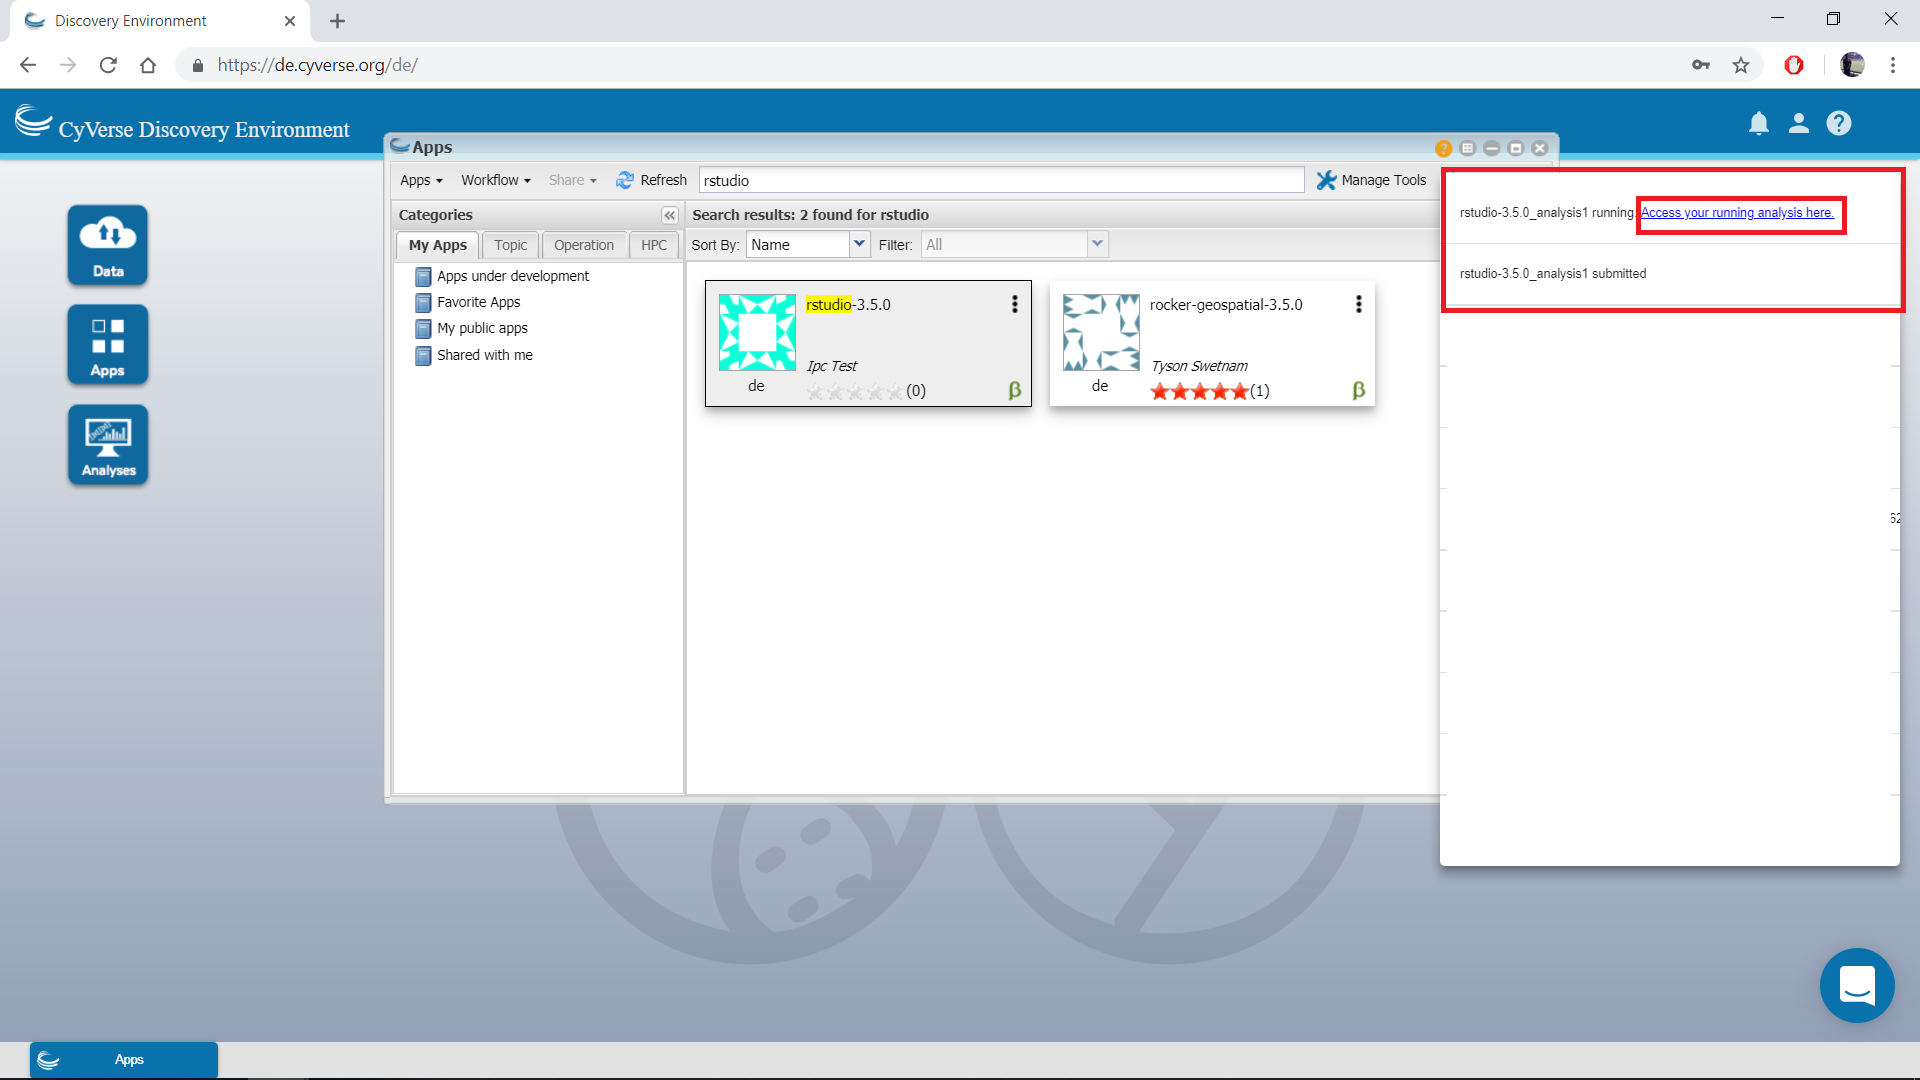 Discovery Environment
https://de.cyverse.org/de/
CyVerse Discovery Environment
Data
Apps
Analyses
Apps
Apps Workflow Share Refresh rstudio Manage Tools
Categories
My Apps Topic Operation HPC
Apps under development
Favorite Apps
My public apps
Shared with me
Search results: 2 found for rstudio
Sort By: Name Filter: All
rstudio-3.5.0
Ipc Test
de
(0)
β
rocker-geospatial-3.5.0
Tyson Swetnam
de
(1)
β
rstudio-3.5.0_analysis1 running. Access your running analysis here.
rstudio-3.5.0_analysis1 submitted
62
Apps